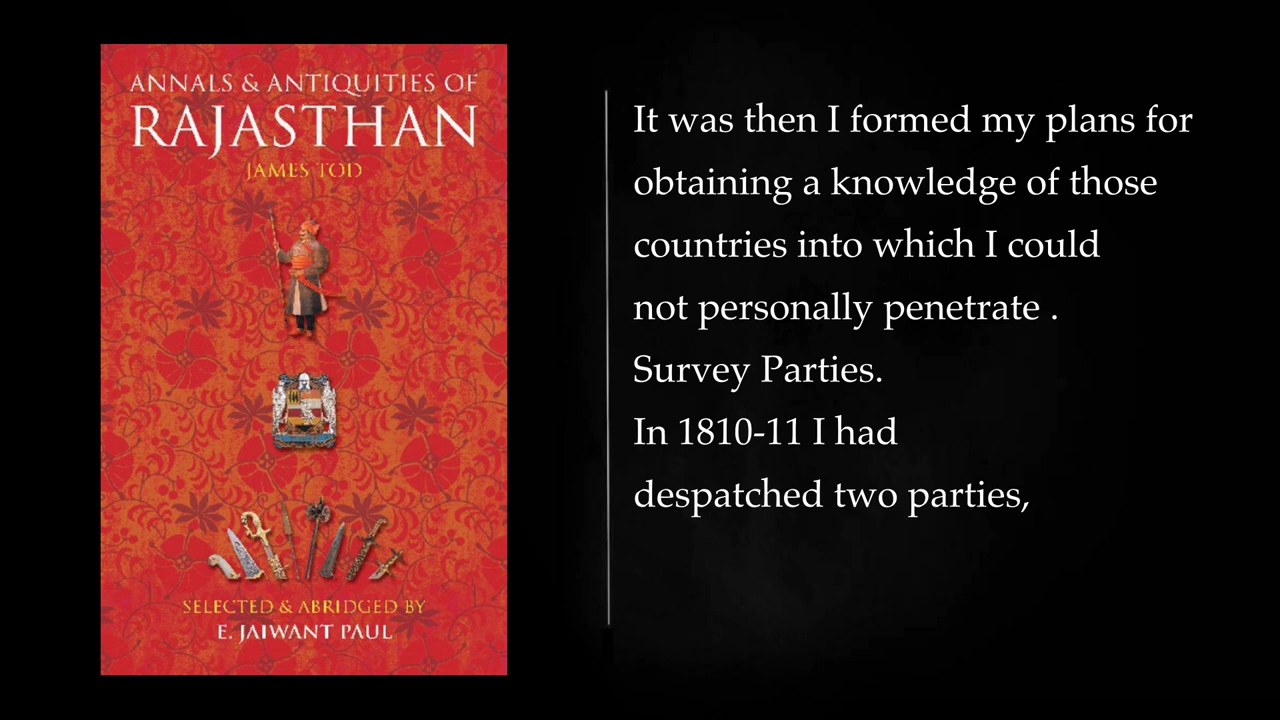 ANNALS & ANTIQUITIES OF
RAJASTHAN
JAMES TOD
SELECTED & ABRIDGED BY
E. JAIWANT PAUL
It was then I formed my plans for
obtaining a knowledge of those
countries into which I could
not personally penetrate .
Survey Parties.
In 1810-11 I had
despatched two parties,